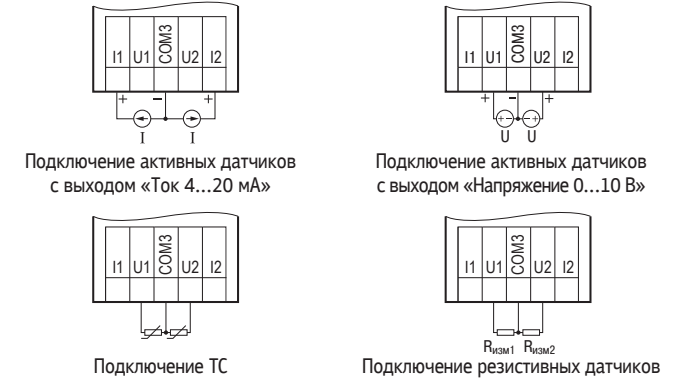 I1 U1 COM3 U2 I2
+ − +
I I
Подключение активных датчиков
с выходом «Ток 4...20 мА»
I1 U1 COM3 U2 I2
+ − +
+ − − +
U U
Подключение активных датчиков
с выходом «Напряжение 0...10 В»
I1 U1 COM3 U2 I2
Подключение ТС
I1 U1 COM3 U2 I2
Rизм1 Rизм2
Подключение резистивных датчиков